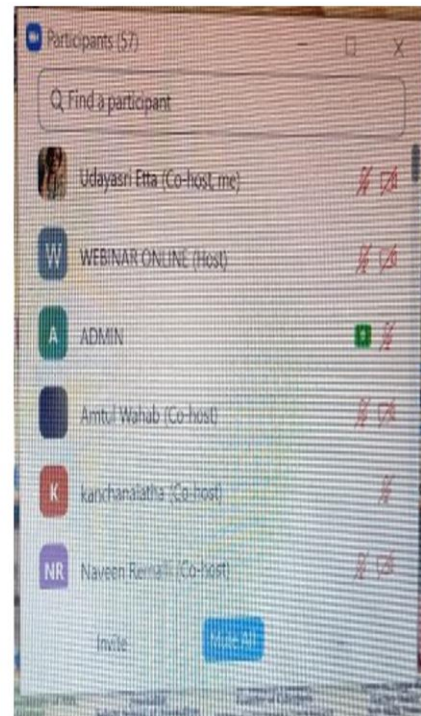 Participants (57)
Find a participant
Udayasri Etta (Co-host, me)
W WEBINAR ONLINE (Host)
A ADMIN
Amtul Wahab (Co-host)
K kanchanalatha (Co-host)
NR Naveen (Co-host)
Invite Mute All